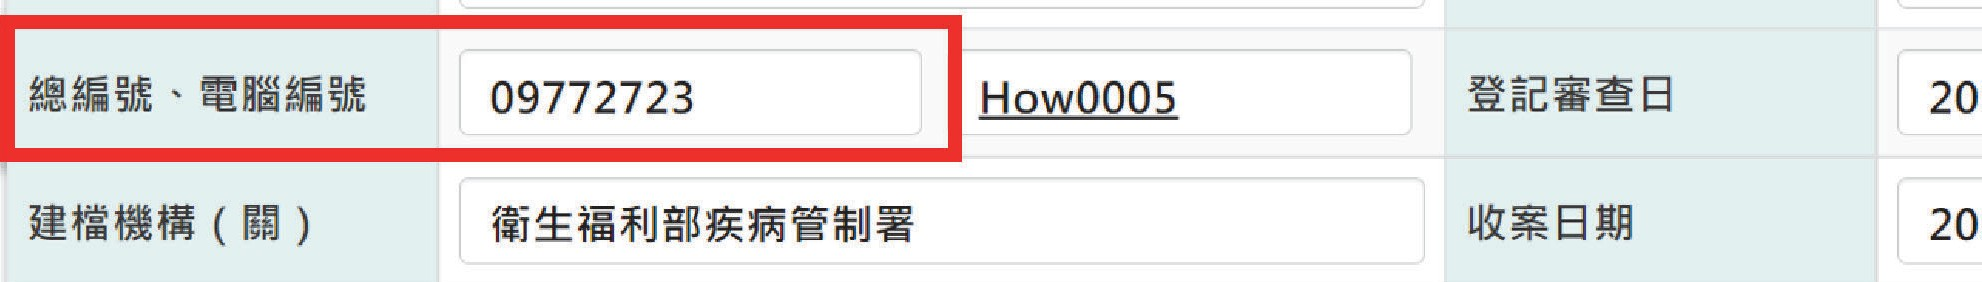 總編號、電腦編號 09772723 How0005 登記審查日 20
建檔機構（關） 衛生福利部疾病管制署 收案日期 20